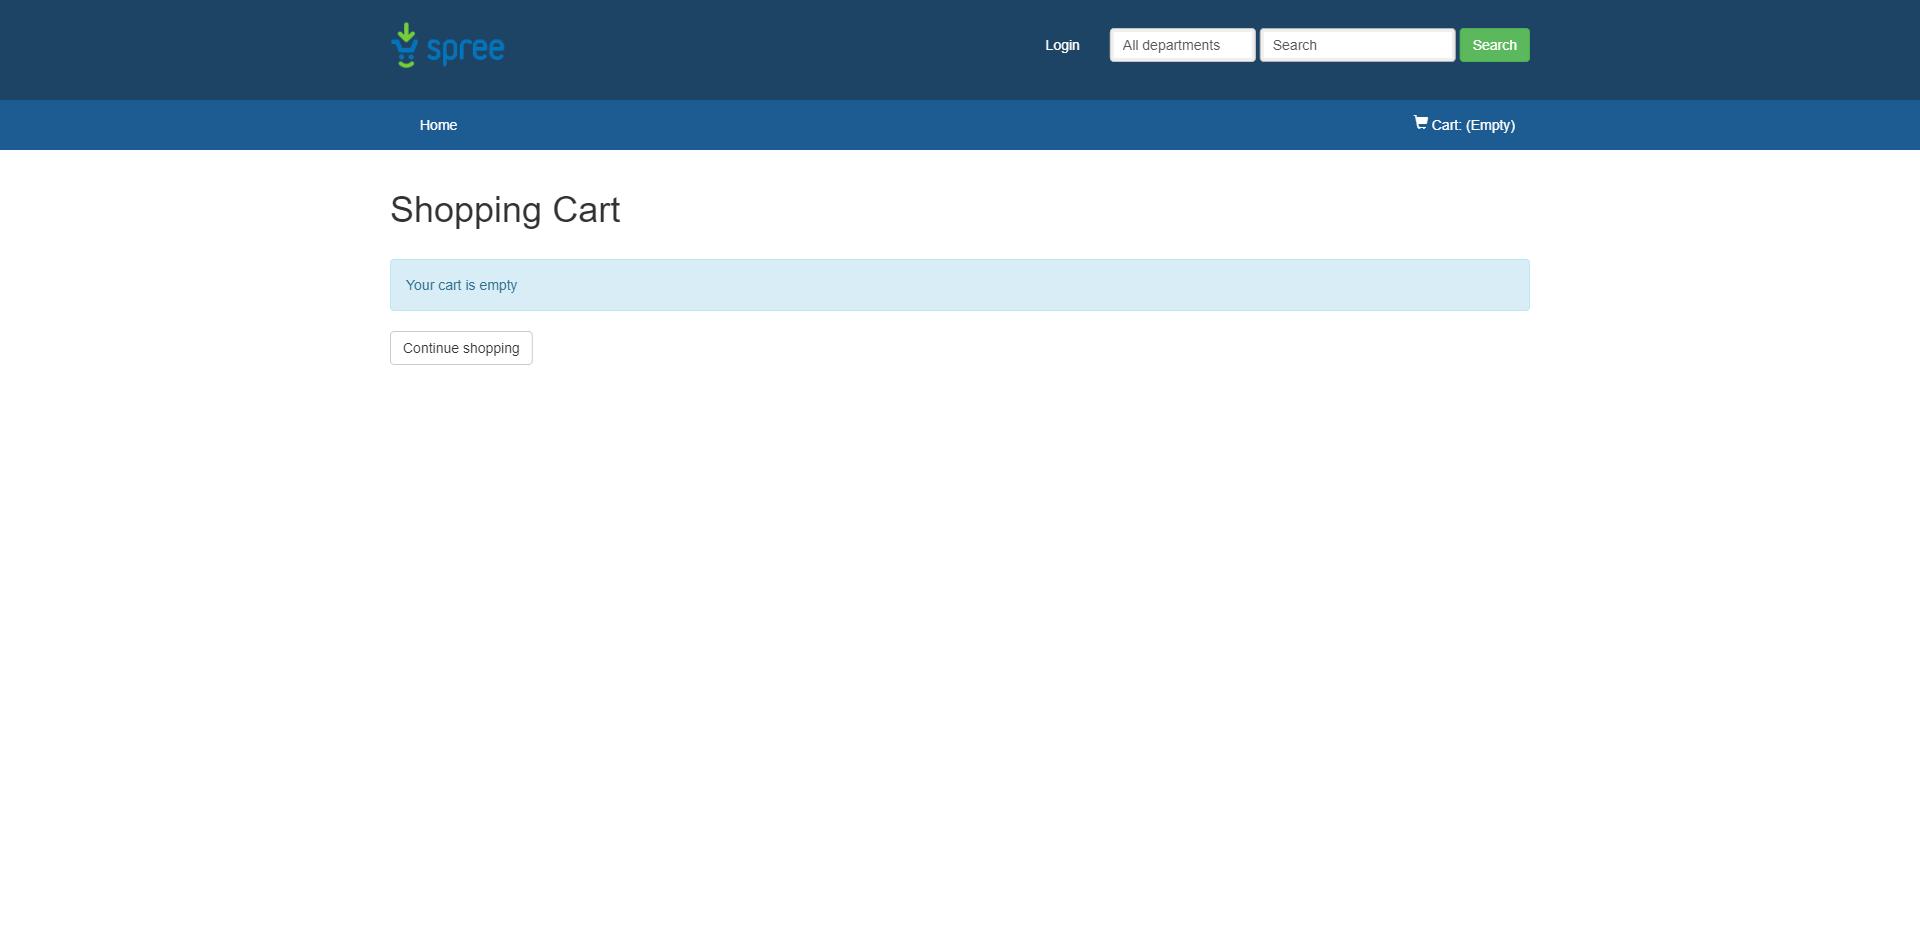 spree
Login
All departments
Search
Search
Home
Cart: (Empty)
Shopping Cart
Your cart is empty
Continue shopping